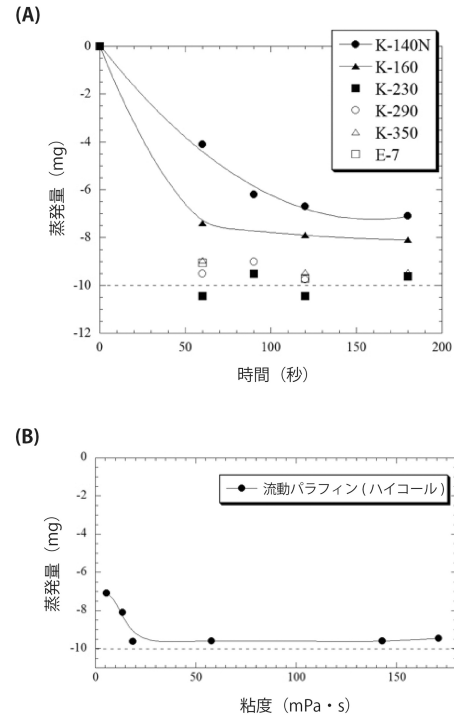 (A)
K-140N
K-160
K-230
K-290
K-350
E-7
0
-2
-4
-6
-8
-10
-12
蒸発量（mg）
0
50
100
150
200
時間（秒）
(B)
流動パラフィン ( ハイコール )
0
-2
-4
-6
-8
-10
蒸発量（mg）
0
50
100
150
粘度（mPa・s）